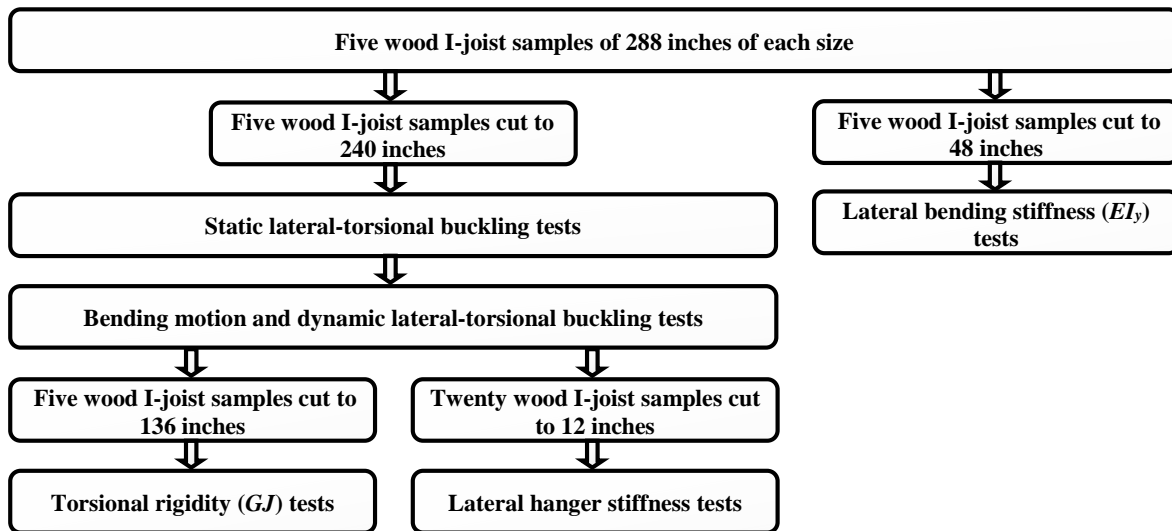 Five wood I-joist samples of 288 inches of each size
Five wood I-joist samples cut to
240 inches
Five wood I-joist samples cut to
48 inches
Static lateral-torsional buckling tests
Lateral bending stiffness (EIy)
tests
Bending motion and dynamic lateral-torsional buckling tests
Five wood I-joist samples cut to
136 inches
Twenty wood I-joist samples cut
to 12 inches
Torsional rigidity (GJ) tests
Lateral hanger stiffness tests